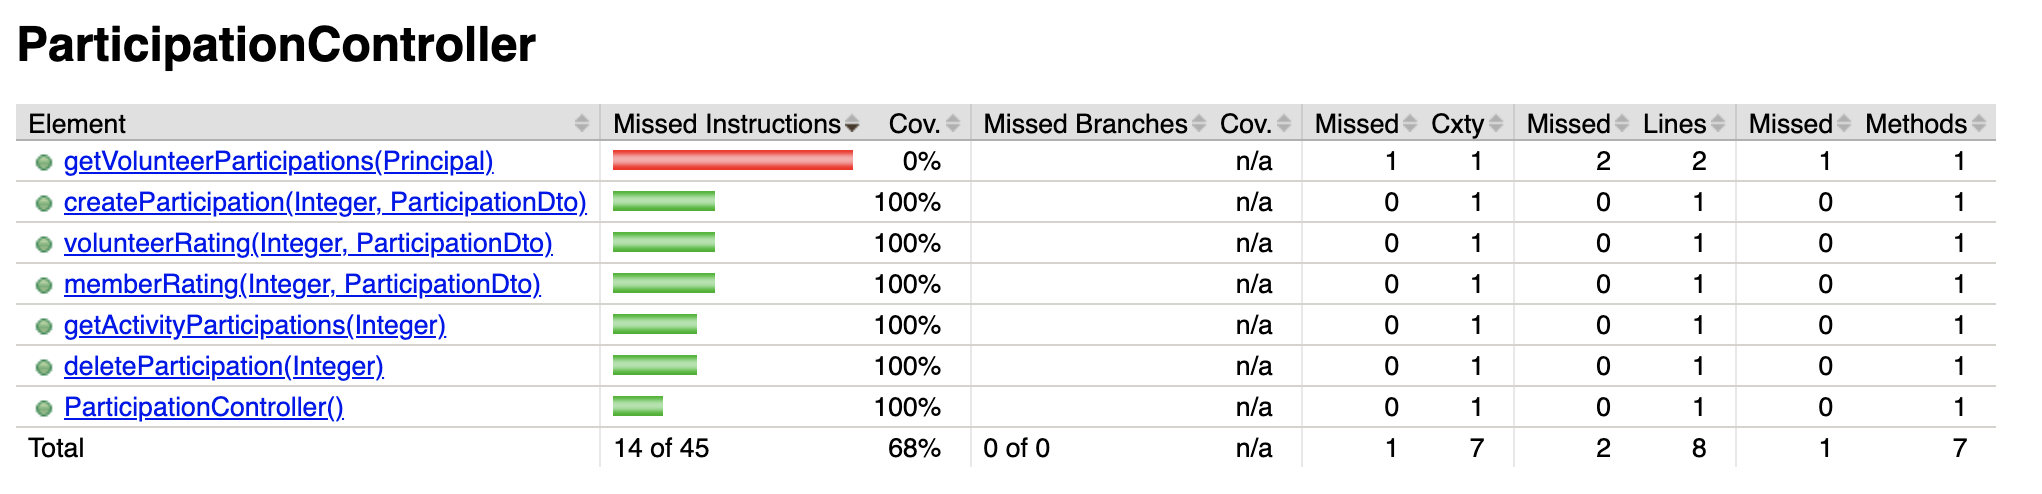 ParticipationController
Element Missed Instructions Cov. Missed Branches Cov. Missed Cxty Missed Lines Missed Methods
getVolunteerParticipations(Principal) 0% n/a 1 1 2 2 1 1
createParticipation(Integer, ParticipationDto) 100% n/a 0 1 0 1 0 1
volunteerRating(Integer, ParticipationDto) 100% n/a 0 1 0 1 0 1
memberRating(Integer, ParticipationDto) 100% n/a 0 1 0 1 0 1
getActivityParticipations(Integer) 100% n/a 0 1 0 1 0 1
deleteParticipation(Integer) 100% n/a 0 1 0 1 0 1
ParticipationController() 100% n/a 0 1 0 1 0 1
Total 14 of 45 68% 0 of 0 n/a 1 7 2 8 1 7